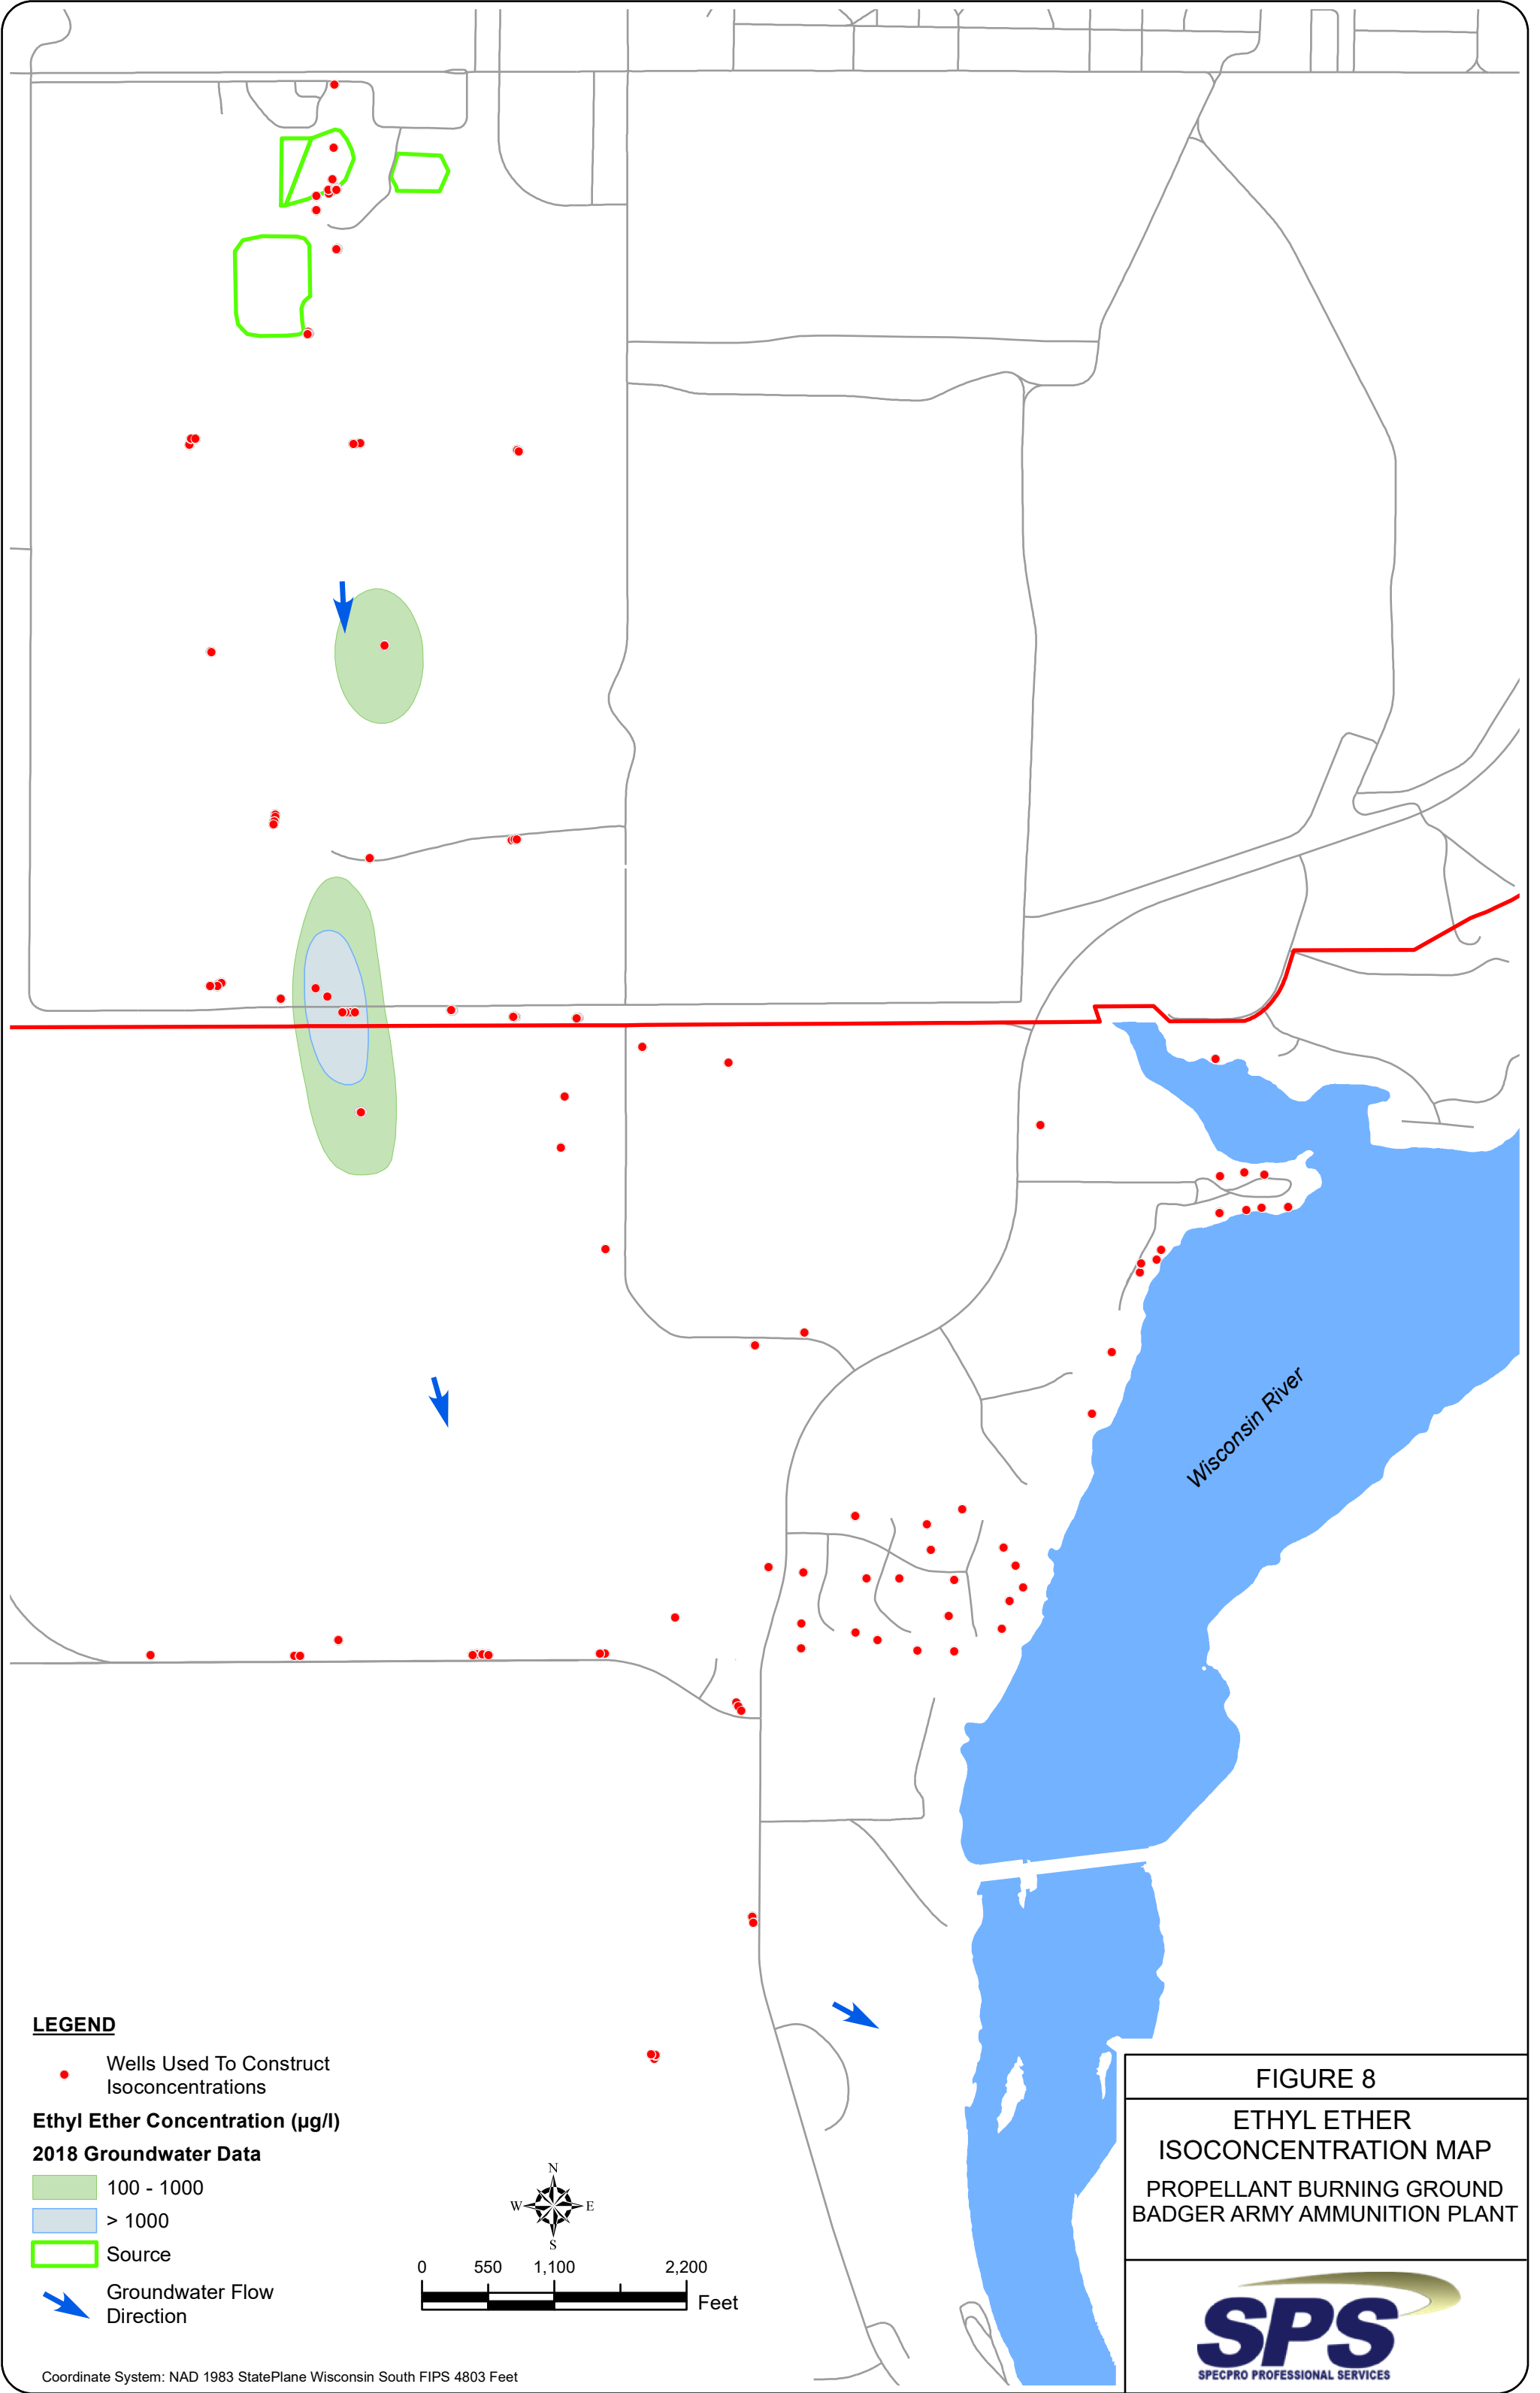 Wisconsin River
LEGEND
Wells Used To Construct
Isoconcentrations
Ethyl Ether Concentration (µg/l)
2018 Groundwater Data
100 - 1000
> 1000
Source
Groundwater Flow
Direction
N
W E
S
0 550 1,100 2,200
Feet
Coordinate System: NAD 1983 StatePlane Wisconsin South FIPS 4803 Feet
FIGURE 8
ETHYL ETHER
ISOCONCENTRATION MAP
PROPELLANT BURNING GROUND
BADGER ARMY AMMUNITION PLANT
SPS
SPECPRO PROFESSIONAL SERVICES